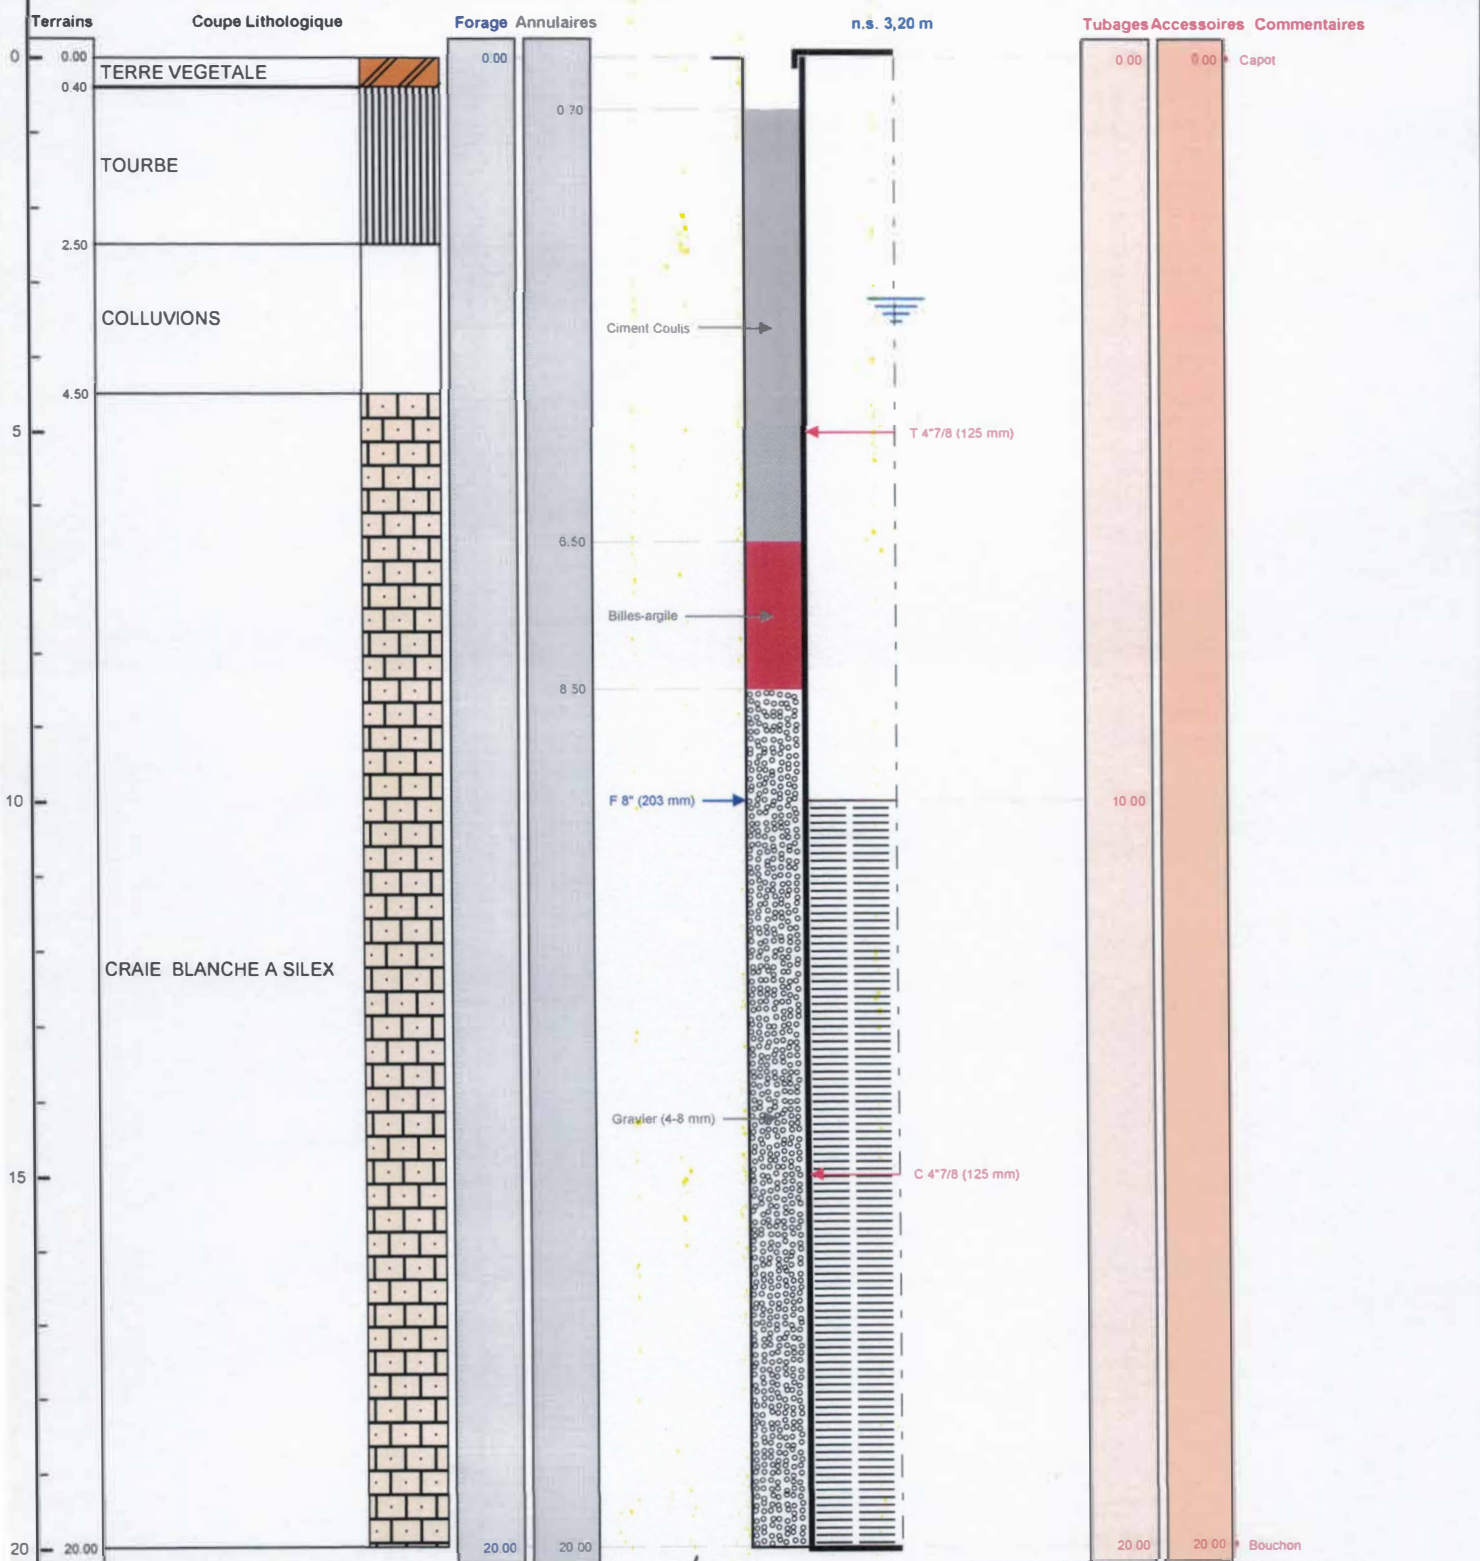 Terrains Coupe Lithologique Forage Annulaires n.s. 3,20 m Tubages Accessoires Commentaires
0 0.00 0.00 0.00 0.00 Capot
TERRE VEGETALE
0.40
0.70
TOURBE
2.50
COLLUVIONS
Ciment Coulis
4.50
5 T 4"7/8 (125 mm)
6.50
Billes-argile
8.50
10 F 8" (203 mm) 10.00
CRAIE BLANCHE A SILEX
Gravier (4-8 mm)
15 C 4"7/8 (125 mm)
20 20.00 20.00 20.00 20.00 20.00 Bouchon